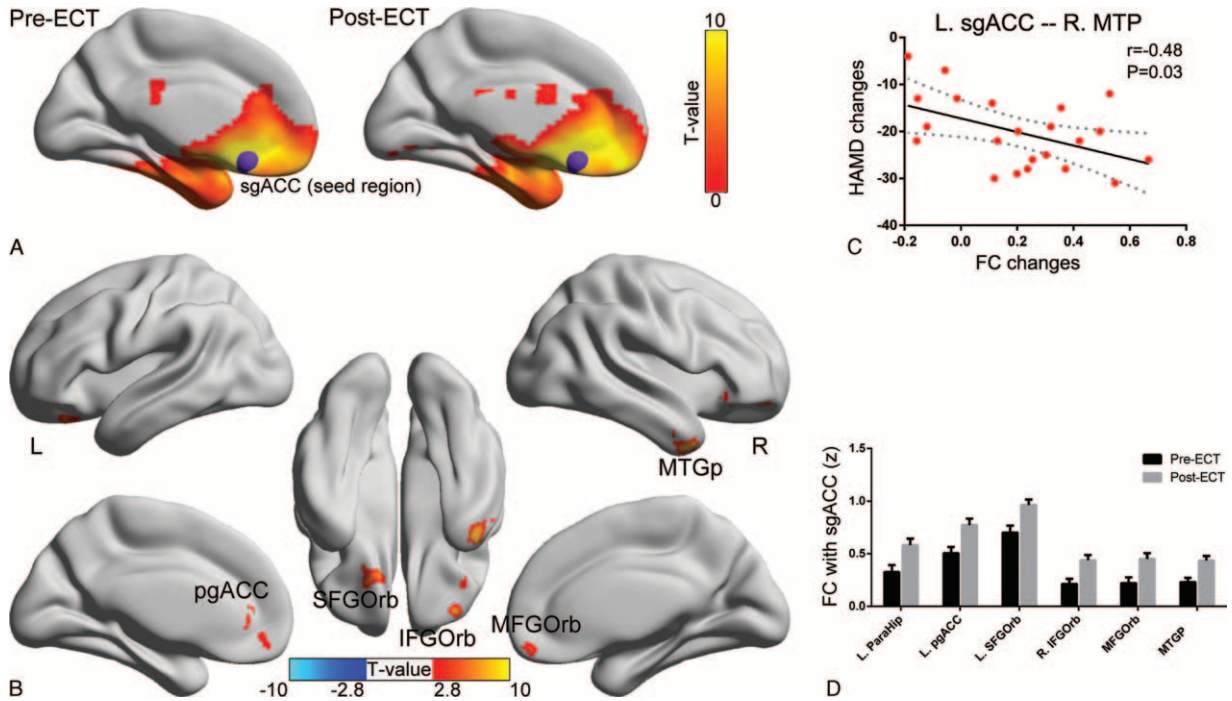 Pre-ECT
Post-ECT
10
T-value
0
sgACC (seed region)
A
L. sgACC -- R. MTP
r=-0.48
P=0.03
HAMD changes
0
-10
-20
-30
-40
-0.2 0.0 0.2 0.4 0.6 0.8
FC changes
C
L
R
MTGp
pgACC
SFGOrb
IFGOrb
MFGOrb
T-value
-10 -2.8 2.8 10
B
Pre-ECT
Post-ECT
FC with sgACC (z)
1.5
1.0
0.5
0.0
L. ParaHip
L. pgACC
L. SFGOrb
R. IFGOrb
MFGOrb
MTGP
D